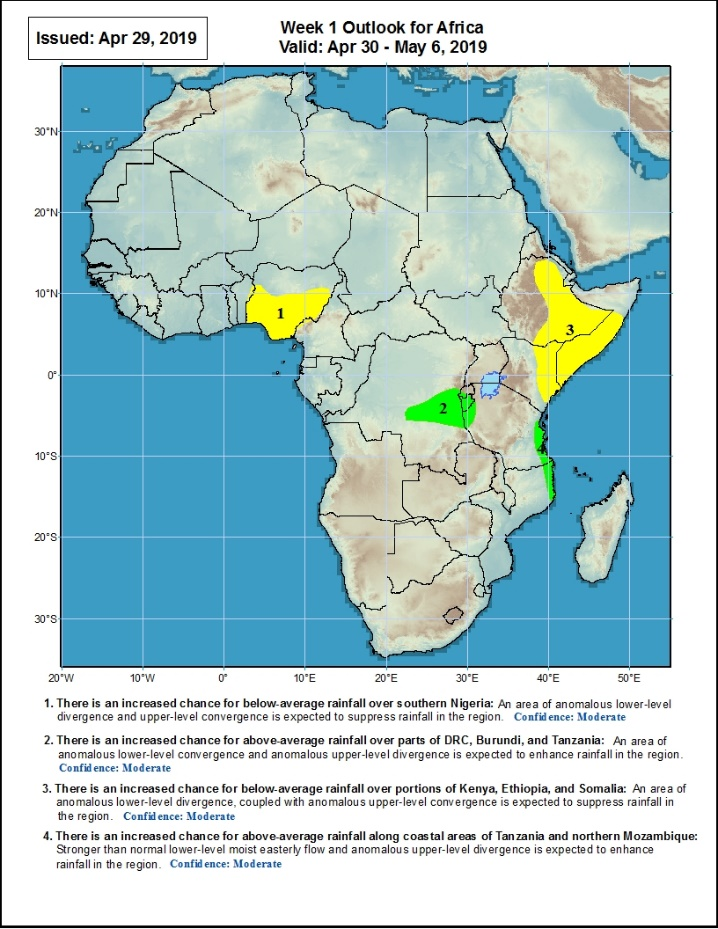 Issued: Apr 29, 2019
Week 1 Outlook for Africa
Valid: Apr 30 - May 6, 2019
30°N
20°N
10°N
0°
10°S
20°S
30°S
1
2
3
4
20°W 10°W 0° 10°E 20°E 30°E 40°E 50°E
1. There is an increased chance for below-average rainfall over southern Nigeria: An area of anomalous lower-level
divergence and upper-level convergence is expected to suppress rainfall in the region. Confidence: Moderate
2. There is an increased chance for above-average rainfall over parts of DRC, Burundi, and Tanzania: An area of
anomalous lower-level convergence and anomalous upper-level divergence is expected to enhance rainfall in the region.
Confidence: Moderate
3. There is an increased chance for below-average rainfall over portions of Kenya, Ethiopia, and Somalia: An area of
anomalous lower-level divergence, coupled with anomalous upper-level convergence is expected to suppress rainfall in
the region. Confidence: Moderate
4. There is an increased chance for above-average rainfall along coastal areas of Tanzania and northern Mozambique:
Stronger than normal lower-level moist easterly flow and anomalous upper-level divergence is expected to enhance
rainfall in the region. Confidence: Moderate